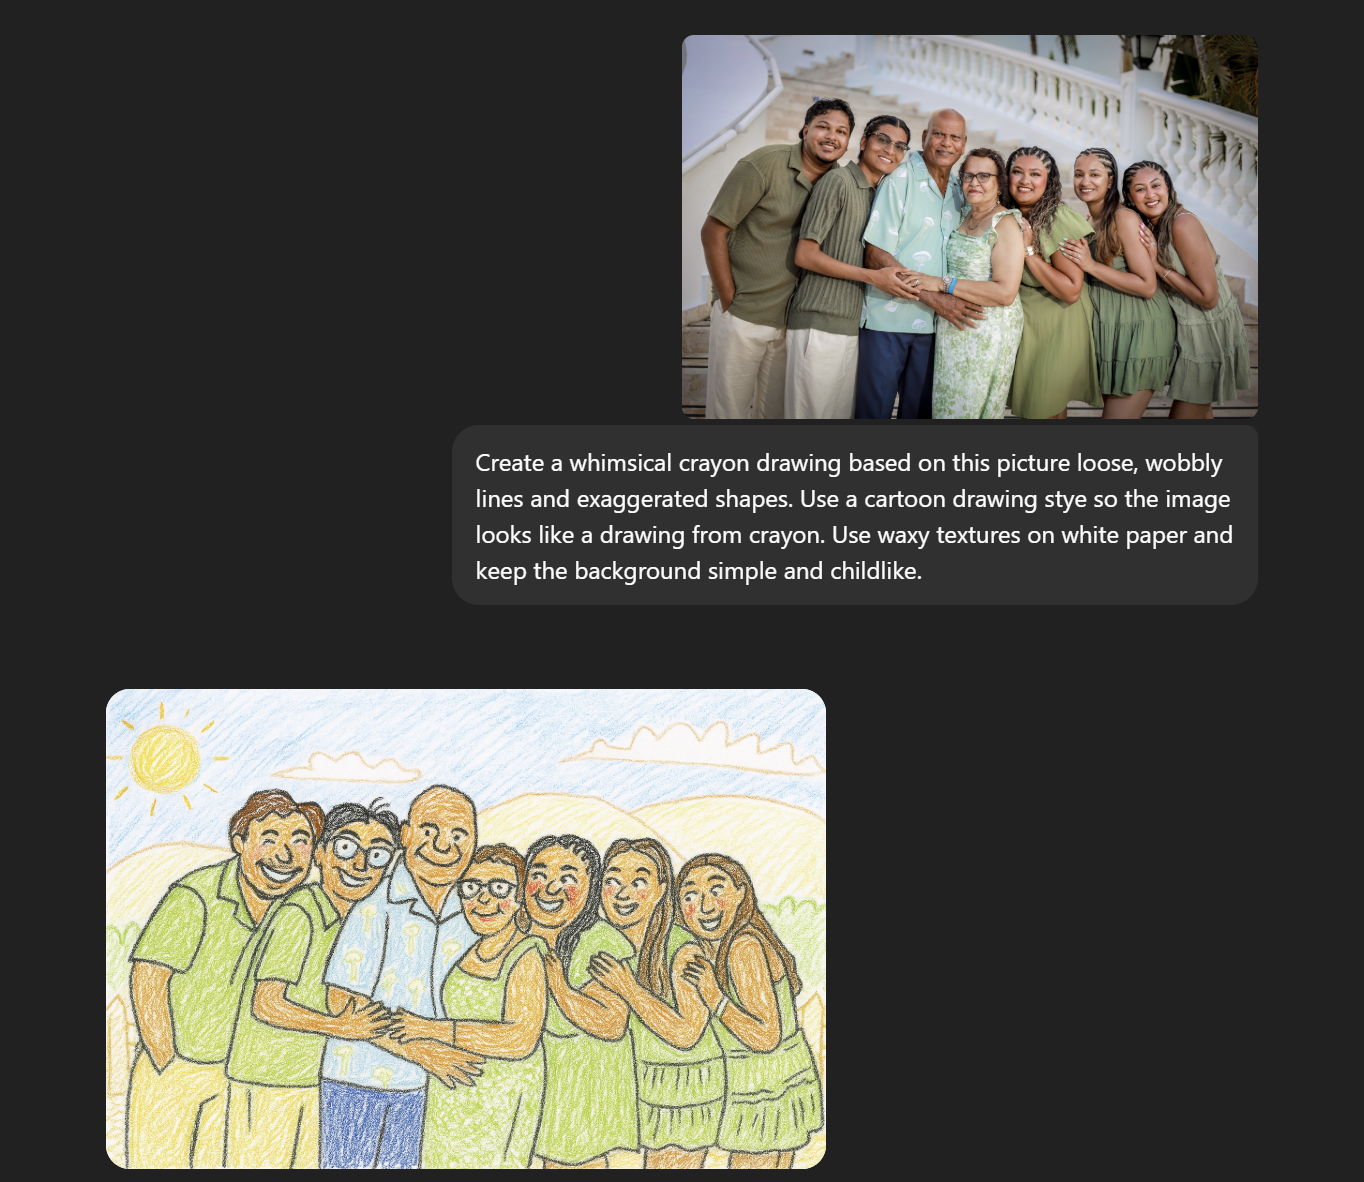 Create a whimsical crayon drawing based on this picture loose, wobbly
lines and exaggerated shapes. Use a cartoon drawing stye so the image
looks like a drawing from crayon. Use waxy textures on white paper and
keep the background simple and childlike.